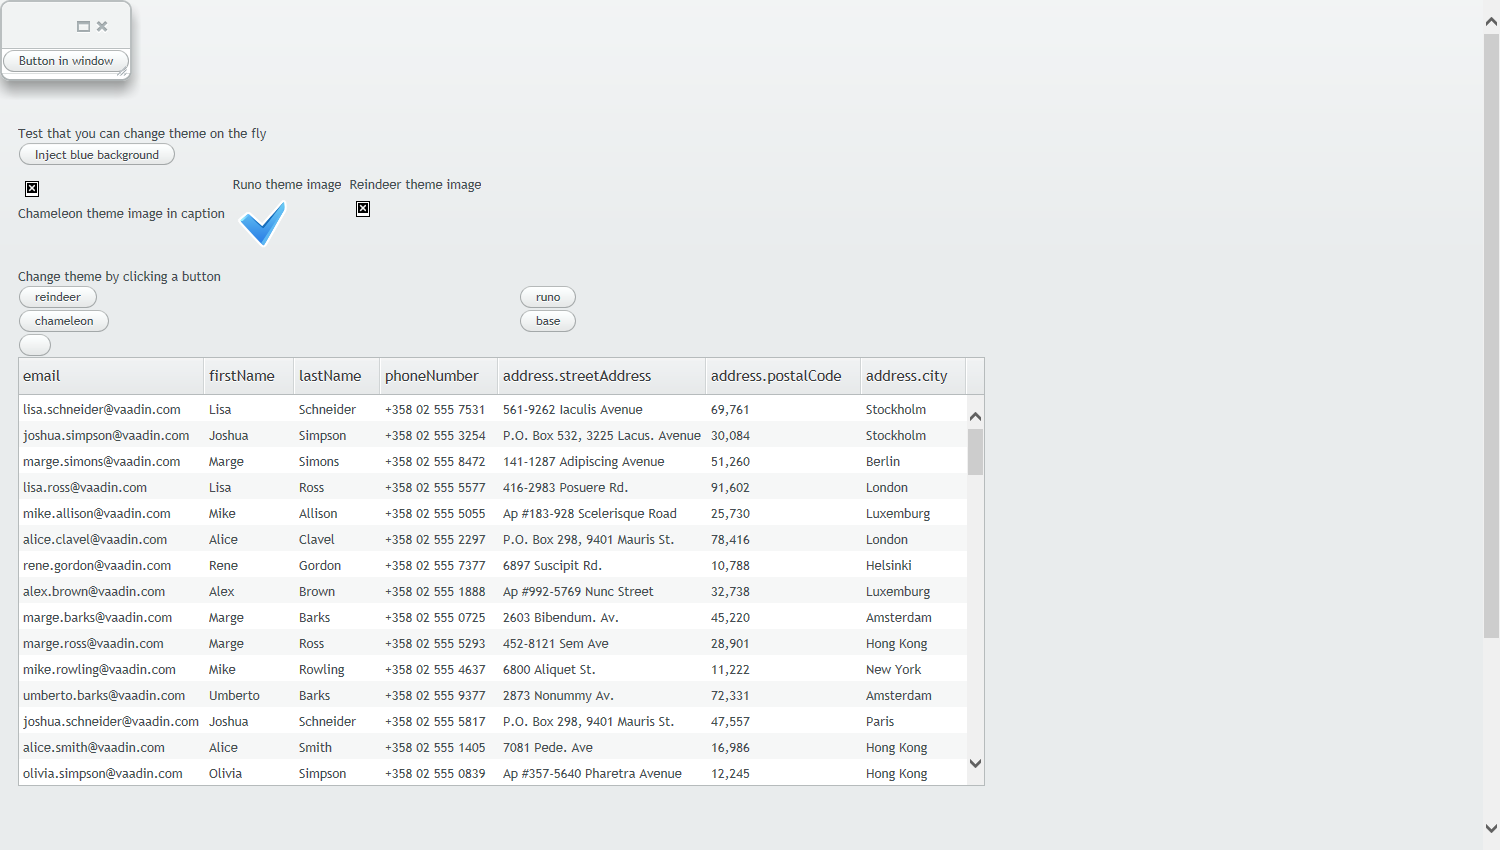 Button in window
Test that you can change theme on the fly
Inject blue background
Runo theme image Reindeer theme image
Chameleon theme image in caption
Change theme by clicking a button
reindeer runo
chameleon base
email firstName lastName phoneNumber address.streetAddress address.postalCode address.city
lisa.schneider@vaadin.com Lisa Schneider +358 02 555 7531 561-9262 Iaculis Avenue 69,761 Stockholm
joshua.simpson@vaadin.com Joshua Simpson +358 02 555 3254 P.O. Box 532, 3225 Lacus. Avenue 30,084 Stockholm
marge.simons@vaadin.com Marge Simons +358 02 555 8472 141-1287 Adipiscing Avenue 51,260 Berlin
lisa.ross@vaadin.com Lisa Ross +358 02 555 5577 416-2983 Posuere Rd. 91,602 London
mike.allison@vaadin.com Mike Allison +358 02 555 5055 Ap #183-928 Scelerisque Road 25,730 Luxemburg
alice.clavel@vaadin.com Alice Clavel +358 02 555 2297 P.O. Box 298, 9401 Mauris St. 78,416 London
rene.gordon@vaadin.com Rene Gordon +358 02 555 7377 6897 Suscipit Rd. 10,788 Helsinki
alex.brown@vaadin.com Alex Brown +358 02 555 1888 Ap #992-5769 Nunc Street 32,738 Luxemburg
marge.barks@vaadin.com Marge Barks +358 02 555 0725 2603 Bibendum. Av. 45,220 Amsterdam
marge.ross@vaadin.com Marge Ross +358 02 555 5293 452-8121 Sem Ave 28,901 Hong Kong
mike.rowling@vaadin.com Mike Rowling +358 02 555 4637 6800 Aliquet St. 11,222 New York
umberto.barks@vaadin.com Umberto Barks +358 02 555 9377 2873 Nonummy Av. 72,331 Amsterdam
joshua.schneider@vaadin.com Joshua Schneider +358 02 555 5817 P.O. Box 298, 9401 Mauris St. 47,557 Paris
alice.smith@vaadin.com Alice Smith +358 02 555 1405 7081 Pede. Ave 16,986 Hong Kong
olivia.simpson@vaadin.com Olivia Simpson +358 02 555 0839 Ap #357-5640 Pharetra Avenue 12,245 Hong Kong